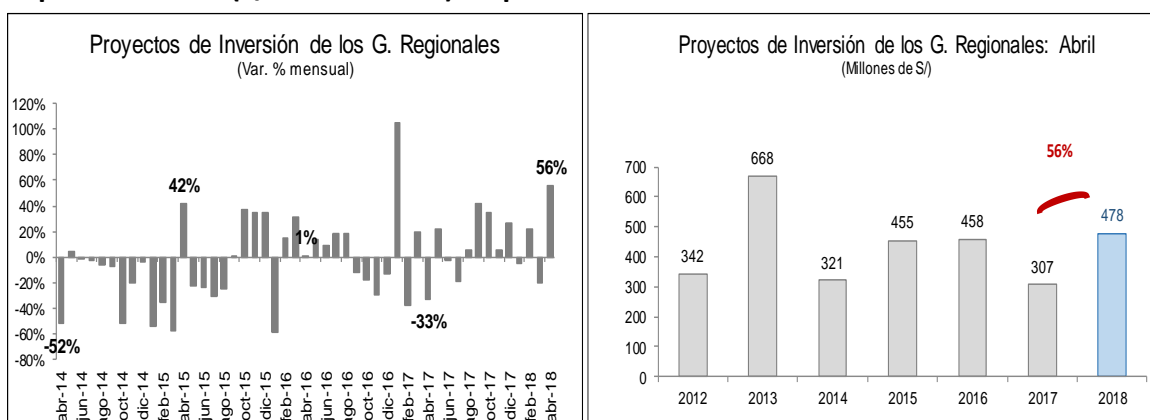 Proyectos de Inversión de los G. Regionales
(Var. % mensual)
120%
100%
80%
60%
40%
20%
0%
-20%
-40%
-60%
-80%
-52%
42%
1%
-33%
56%
abr-14
jun-14
ago-14
oct-14
dic-14
feb-15
abr-15
jun-15
ago-15
oct-15
dic-15
feb-16
abr-16
jun-16
ago-16
oct-16
dic-16
feb-17
abr-17
jun-17
ago-17
oct-17
dic-17
feb-18
abr-18
Proyectos de Inversión de los G. Regionales: Abril
(Millones de S/)
700
600
500
400
300
200
100
0
342
668
321
455
458
307
478
56%
2012
2013
2014
2015
2016
2017
2018